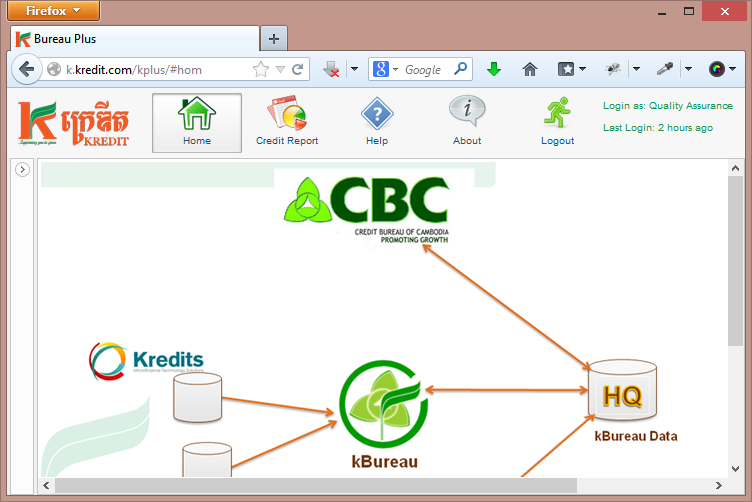 Firefox
Bureau Plus
k.kredit.com/kplus/#hom
Google
ក្រេឌីត
KREDIT
Home
Credit Report
Help
About
Logout
Login as: Quality Assurance
Last Login: 2 hours ago
CBC
CREDIT BUREAU OF CAMBODIA
PROMOTING GROWTH
Kredits
HQ
kBureau Data
kBureau